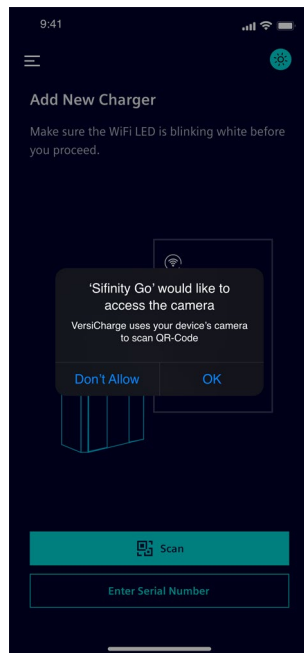 9:41
Add New Charger
Make sure the WiFi LED is blinking white before
you proceed.
‘Sifinity Go’ would like to
access the camera
VersiCharge uses your device’s camera
to scan QR-Code
Don’t Allow
OK
Scan
Enter Serial Number